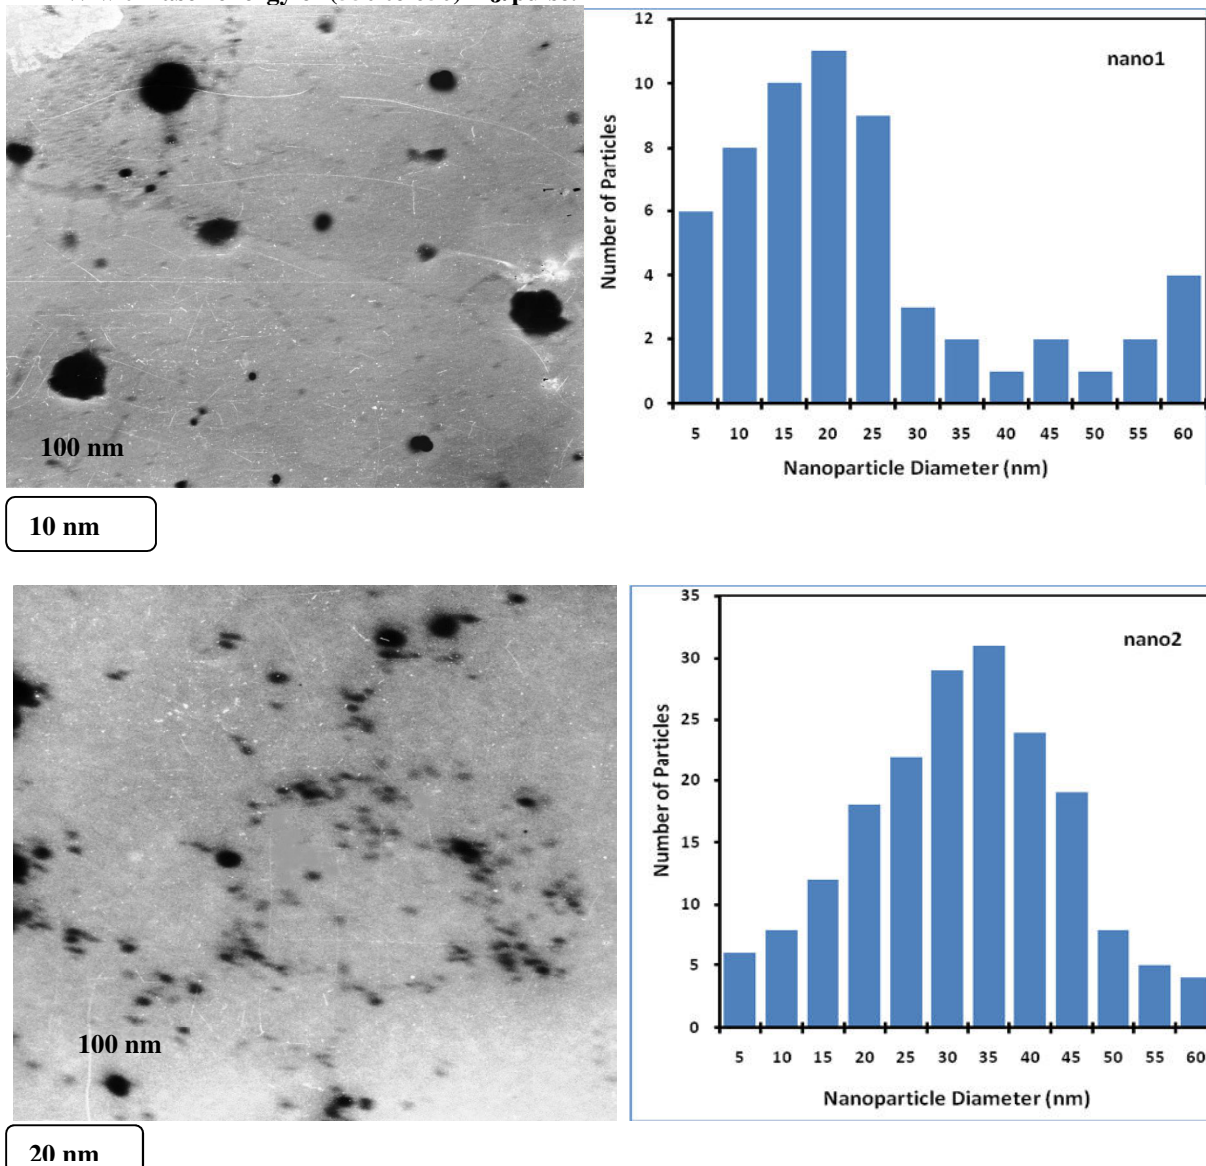 12
10
8
6
4
2
0
Number of Particles
nano1
5 10 15 20 25 30 35 40 45 50 55 60
Nanoparticle Diameter (nm)
100 nm
10 nm
35
30
25
20
15
10
5
0
Number of Particles
nano2
5 10 15 20 25 30 35 40 45 50 55 60
Nanoparticle Diameter (nm)
100 nm
20 nm